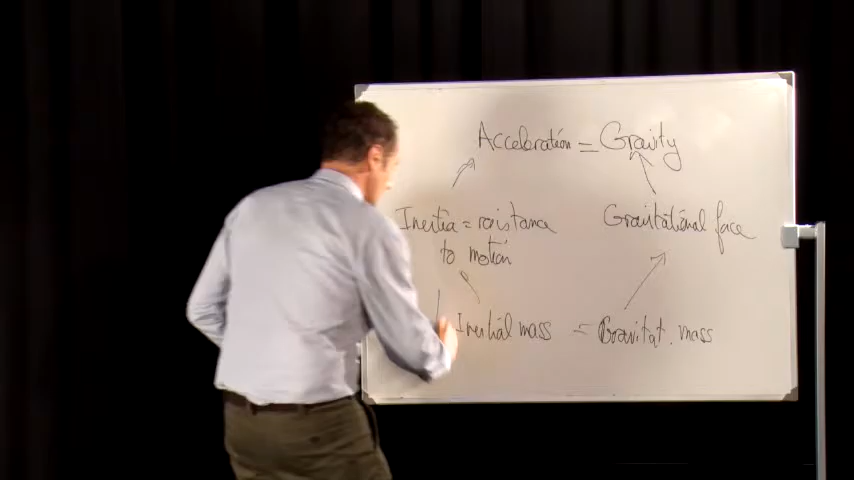 Acceleration = Gravity
Inertia = resistance Gravitational force
to motion
Inertial mass = Gravitat. mass